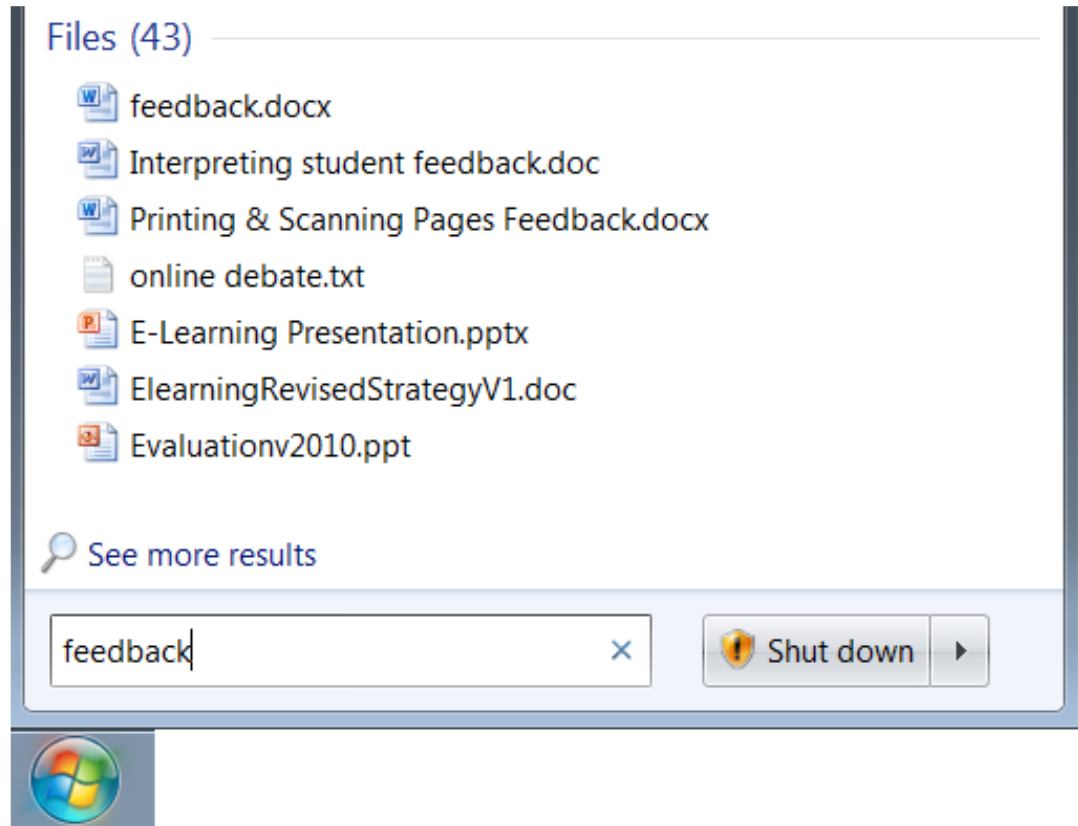 Files (43)
feedback.docx
Interpreting student feedback.doc
Printing & Scanning Pages Feedback.docx
online debate.txt
E-Learning Presentation.pptx
ElearningRevisedStrategyV1.doc
Evaluationv2010.ppt
See more results
feedback
Shut down